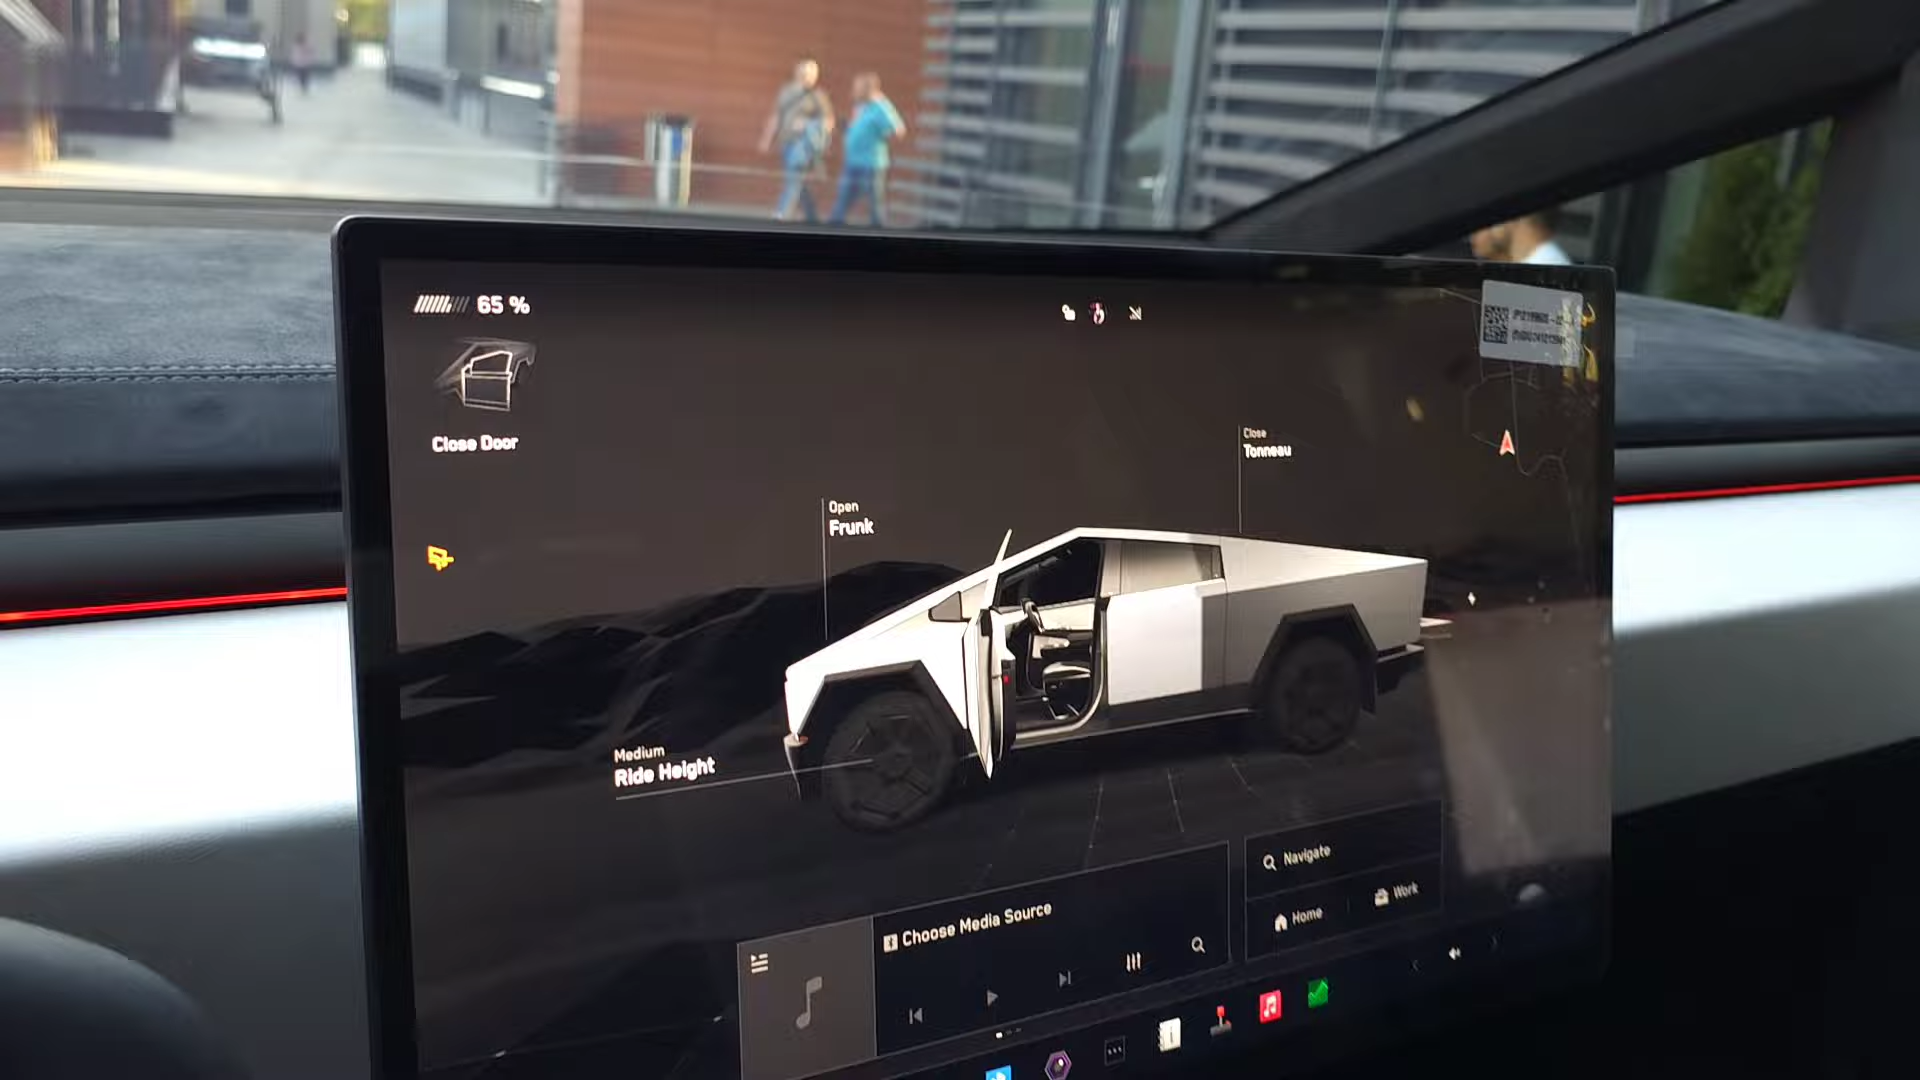 65 %
Close Door
Close
Tonneau
Open
Frunk
Medium
Ride Height
Choose Media Source
Navigate
Home
Work